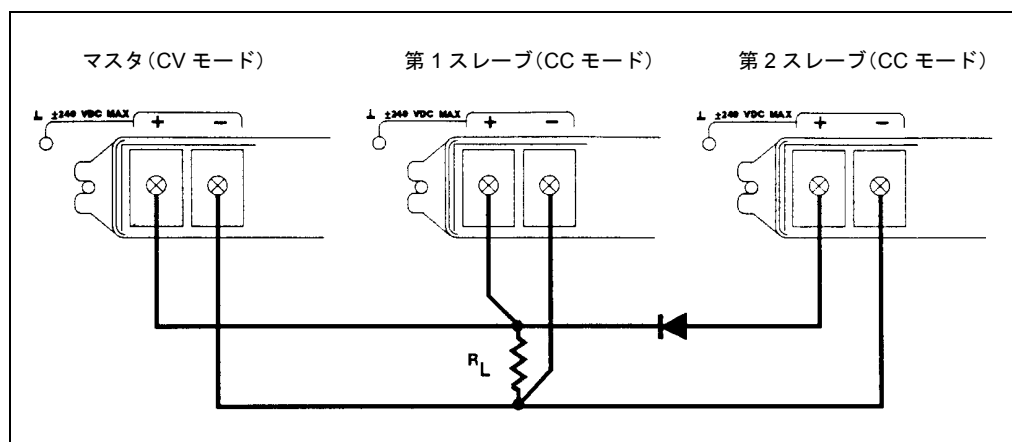 マスタ(CV モード)
第 1 スレーブ(CC モード)
第 2 スレーブ(CC モード)
⊥ ±240 VDC MAX + −
⊥ ±240 VDC MAX + −
⊥ ±240 VDC MAX + −
RL